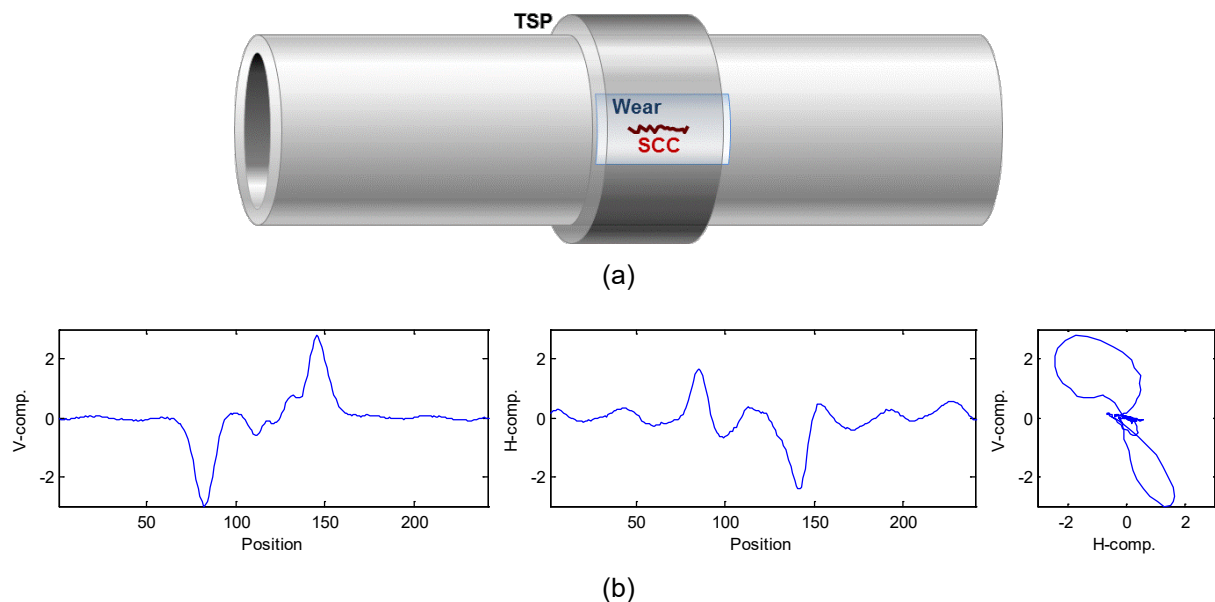 TSP
Wear
SCC
(a)
2
0
-2
V-comp.
50 100 150 200
Position
2
0
-2
H-comp.
50 100 150 200
Position
2
0
-2
V-comp.
-2 0 2
H-comp.
(b)